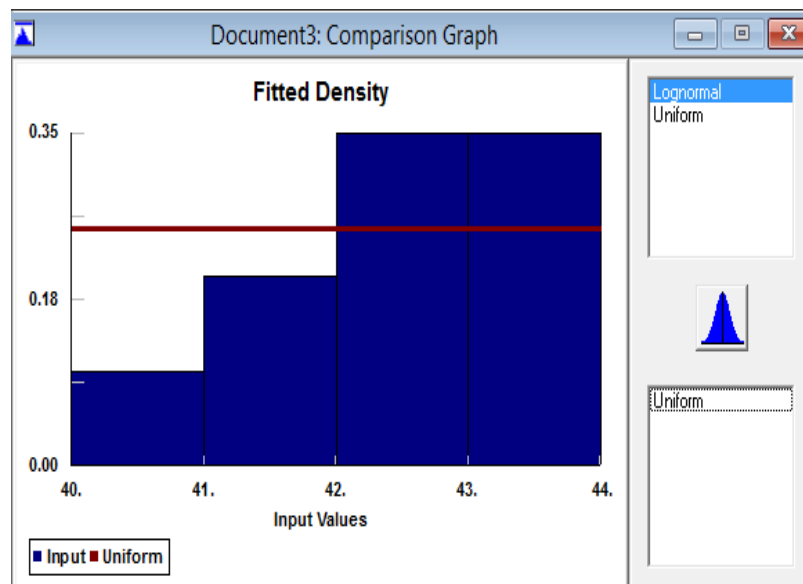 Document3: Comparison Graph
Fitted Density
0.35
0.18
0.00
40. 41. 42. 43. 44.
Input Values
Input Uniform
Lognormal
Uniform
Uniform